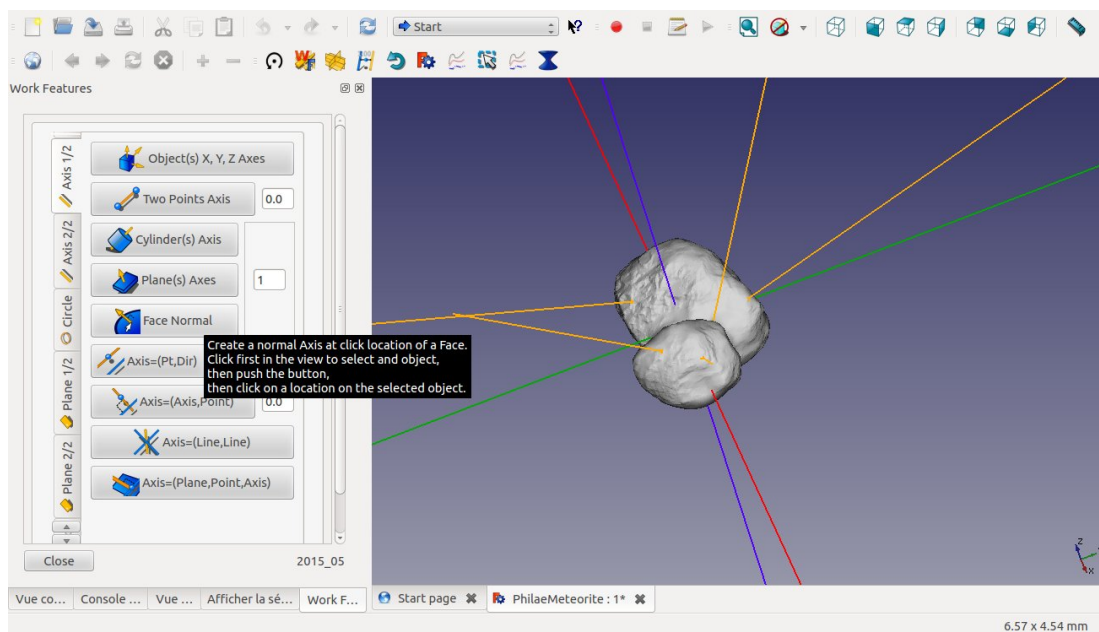 Start
Work Features
Axis 1/2
Axis 2/2
Circle
Plane 1/2
Plane 2/2
Object(s) X, Y, Z Axes
Two Points Axis
0.0
Cylinder(s) Axis
Plane(s) Axes
1
Face Normal
Create a normal Axis at click location of a Face.
Click first in the view to select and object,
then push the button,
then click on a location on the selected object.
Axis=(Pt,Dir)
Axis=(Axis,Point)
0.0
Axis=(Line,Line)
Axis=(Plane,Point,Axis)
Close
2015_05
z
x
Vue co...
Console ...
Vue ...
Afficher la sé...
Work F...
Start page
PhilaeMeteorite : 1*
6.57 x 4.54 mm